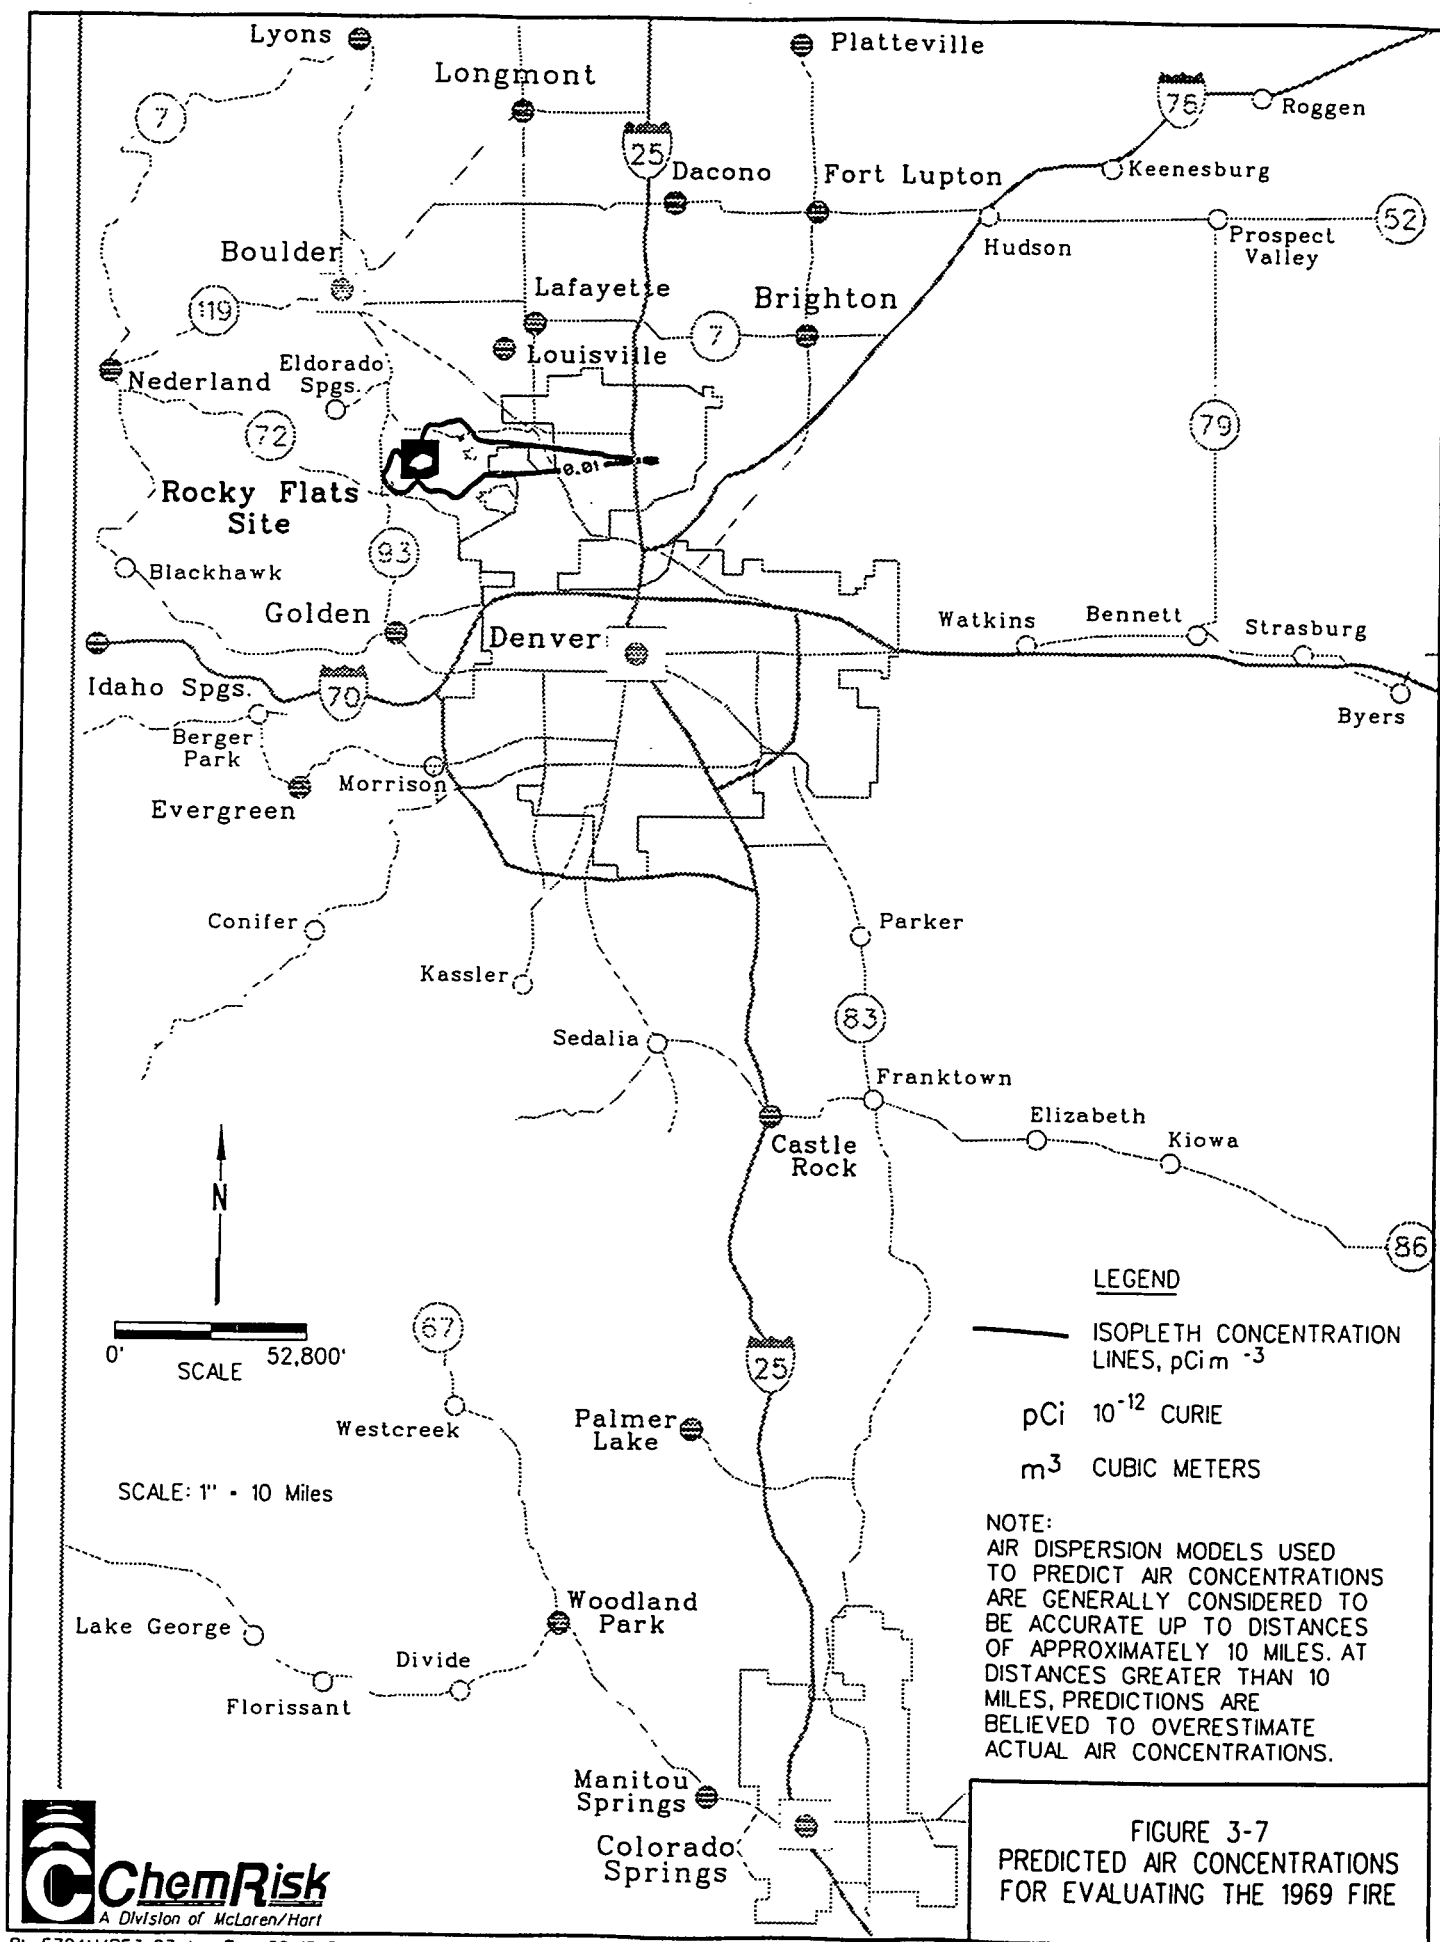 Lyons
Platteville
Longmont
76
Roggen
7
25
Dacono
Fort Lupton
Keenesburg
52
Hudson
Prospect
Valley
Boulder
Lafayette
Brighton
119
7
Louisville
Eldorado
Spgs.
Nederland
72
79
0.01
Rocky Flats
Site
93
Blackhawk
Golden
Denver
Watkins
Bennett
Strasburg
Idaho Spgs.
70
Byers
Berger
Park
Morrison
Evergreen
Conifer
Parker
Kassler
83
Sedalia
Franktown
Elizabeth
Kiowa
Castle
Rock
N
86
LEGEND
ISOPLETH CONCENTRATION
LINES, pCi m -3
pCi 10-12 CURIE
m3 CUBIC METERS
67
0' 52,800'
SCALE
25
Westcreek
Palmer
Lake
SCALE: 1" = 10 Miles
NOTE:
AIR DISPERSION MODELS USED
TO PREDICT AIR CONCENTRATIONS
ARE GENERALLY CONSIDERED TO
BE ACCURATE UP TO DISTANCES
OF APPROXIMATELY 10 MILES. AT
DISTANCES GREATER THAN 10
MILES, PREDICTIONS ARE
BELIEVED TO OVERESTIMATE
ACTUAL AIR CONCENTRATIONS.
Woodland
Park
Lake George
Divide
Florissant
Manitou
Springs
Colorado
Springs
FIGURE 3-7
PREDICTED AIR CONCENTRATIONS
FOR EVALUATING THE 1969 FIRE
ChemRisk
A Division of McLaren/Hart